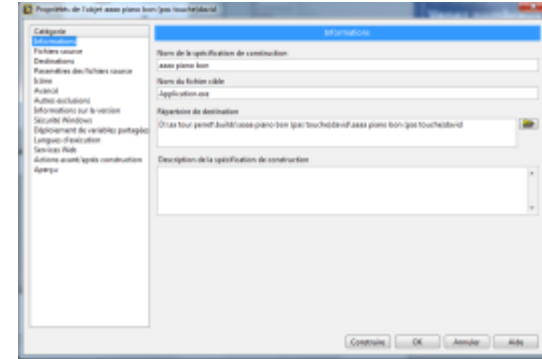 Propriétés de l'objet aaaa piano bon (pas touche)david
Catégorie
Informations
Fichiers source
Destinations
Paramètres des fichiers source
Icône
Avancé
Autres exclusions
Informations sur la version
Sécurité Windows
Déploiement de variables partagées
Langues d'exécution
Services Web
Actions avant/après construction
Aperçu
Informations
Nom de la spécification de construction
aaaa piano bon
Nom du fichier cible
Application.exe
Répertoire de destination
Description de la spécification de construction
Construire
OK
Annuler
Aide